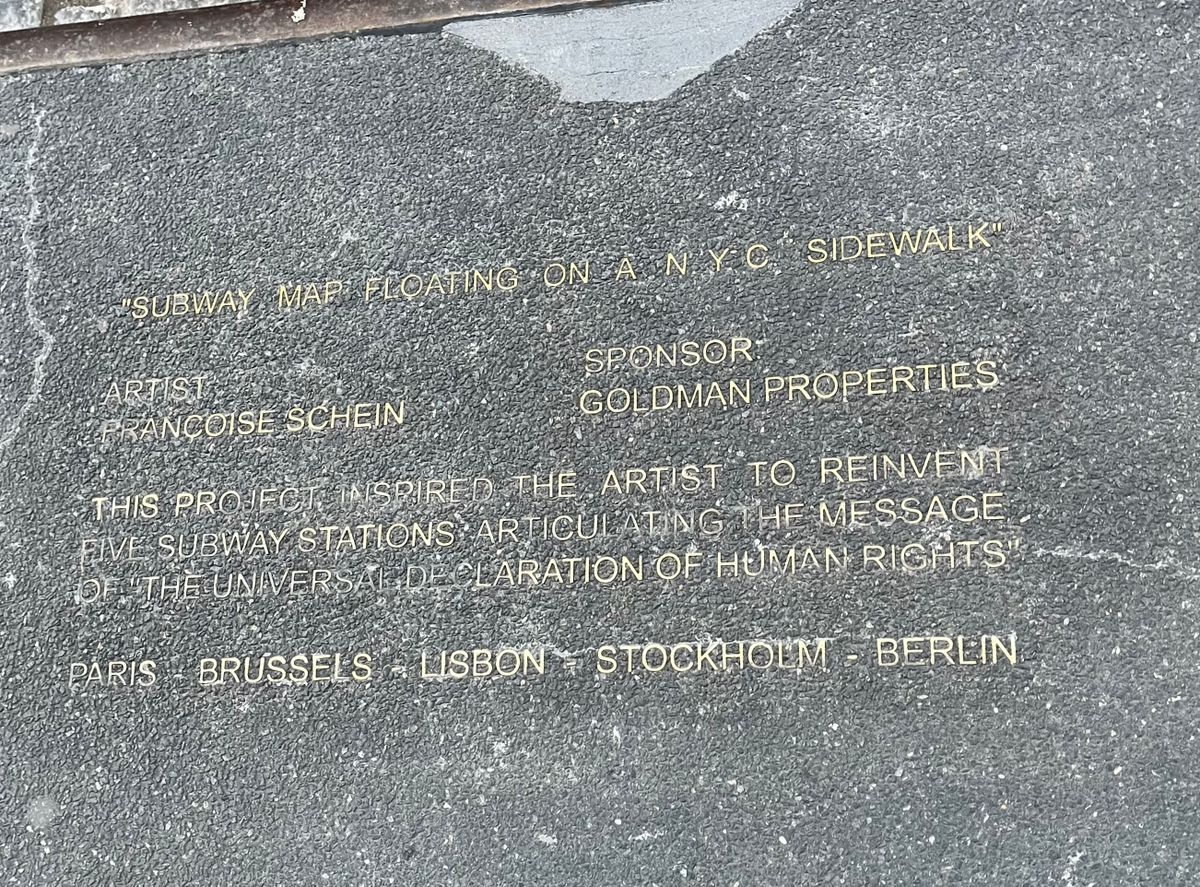 "SUBWAY MAP FLOATING ON A N Y C SIDEWALK"
ARTIST
FRANÇOISE SCHEIN
SPONSOR:
GOLDMAN PROPERTIES
THIS PROJECT INSPIRED THE ARTIST TO REINVENT
FIVE SUBWAY STATIONS ARTICULATING THE MESSAGE
OF "THE UNIVERSAL DECLARATION OF HUMAN RIGHTS"
PARIS - BRUSSELS - LISBON - STOCKHOLM - BERLIN